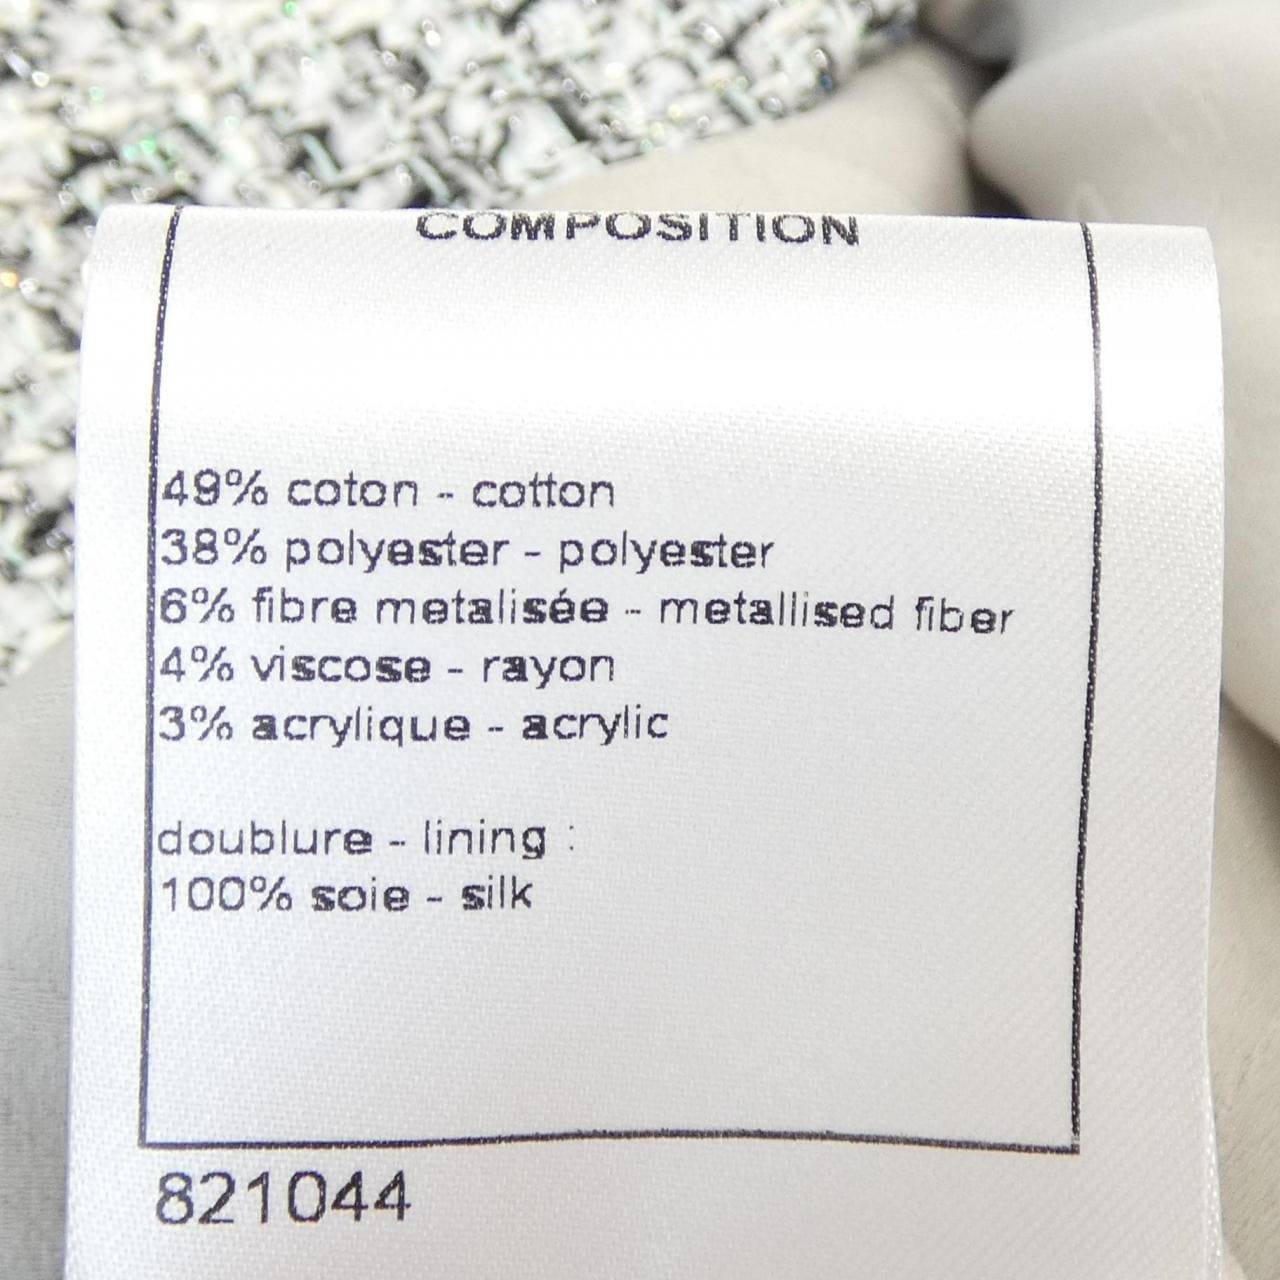 COMPOSITION
49% coton - cotton
38% polyester - polyester
6% fibre metalisée - metallised fiber
4% viscose - rayon
3% acrylique - acrylic
doublure - lining :
100% soie - silk
821044